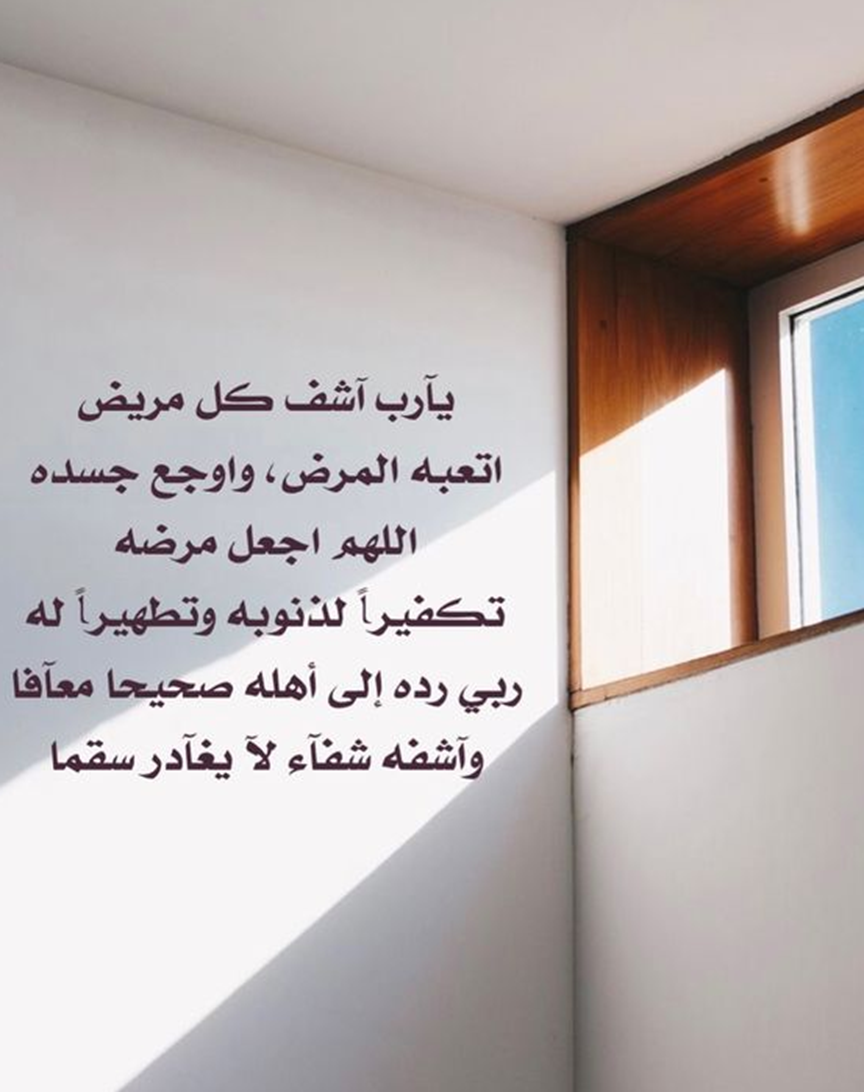 يآرب آشف كل مريض
اتعبه المرض، واوجع جسده
اللهم اجعل مرضه
تكفيراً لذنوبه وتطهيراً له
ربي رده إلى أهله صحيحا معآفا
وآشفه شفآء لآ يغآدر سقما